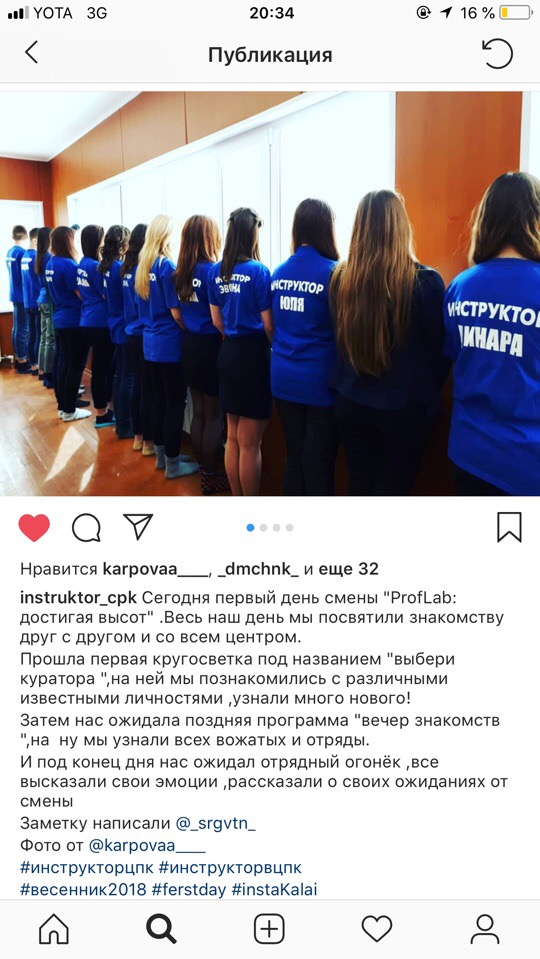 YOTA 3G 20:34 16 %
Публикация
ИНСТРУКТОР
ЭВЕЛИНА
ИНСТРУКТОР
ЮЛЯ
ИНСТРУКТОР
ДИНАРА
Нравится karpovaa____, _dmchnk_ и еще 32
instruktor_cpk Сегодня первый день смены "ProfLab:
достигая высот" .Весь наш день мы посвятили знакомству
друг с другом и со всем центром.
Прошла первая кругосветка под названием "выбери
куратора ",на ней мы познакомились с различными
известными личностями ,узнали много нового!
Затем нас ожидала поздняя программа "вечер знакомств
",на  ну мы узнали всех вожатых и отряды.
И под конец дня нас ожидал отрядный огонёк ,все
высказали свои эмоции ,рассказали о своих ожиданиях от
смены
Заметку написали @_srgvtn_
Фото от @karpovaa____
#инструкторцпк #инструкторвцпк
#весенник2018 #ferstday #instaKalai